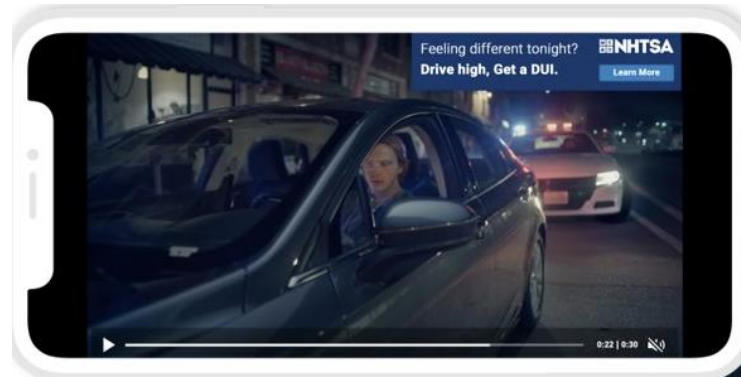 Feeling different tonight?
Drive high, Get a DUI.
NHTSA
Learn More
0:22 | 0:30